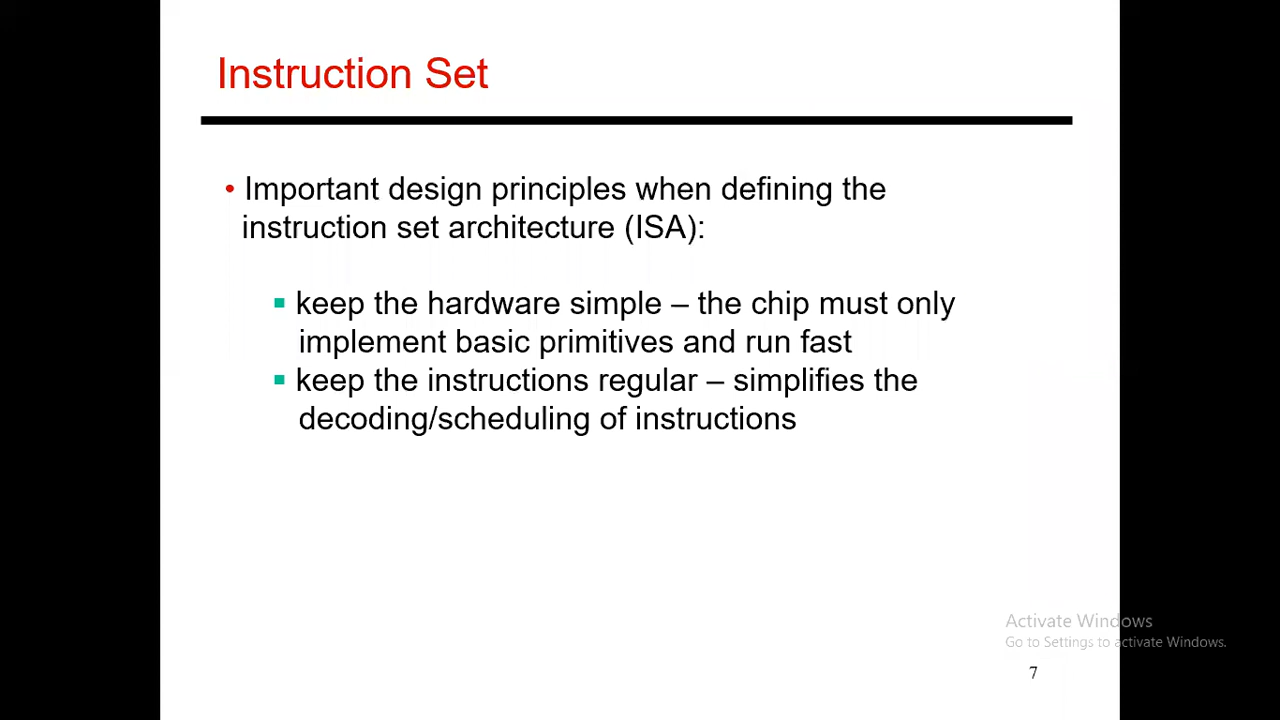 Instruction Set
• Important design principles when defining the
instruction set architecture (ISA):
▪ keep the hardware simple – the chip must only
implement basic primitives and run fast
▪ keep the instructions regular – simplifies the
decoding/scheduling of instructions
Activate Windows
Go to Settings to activate Windows.
7